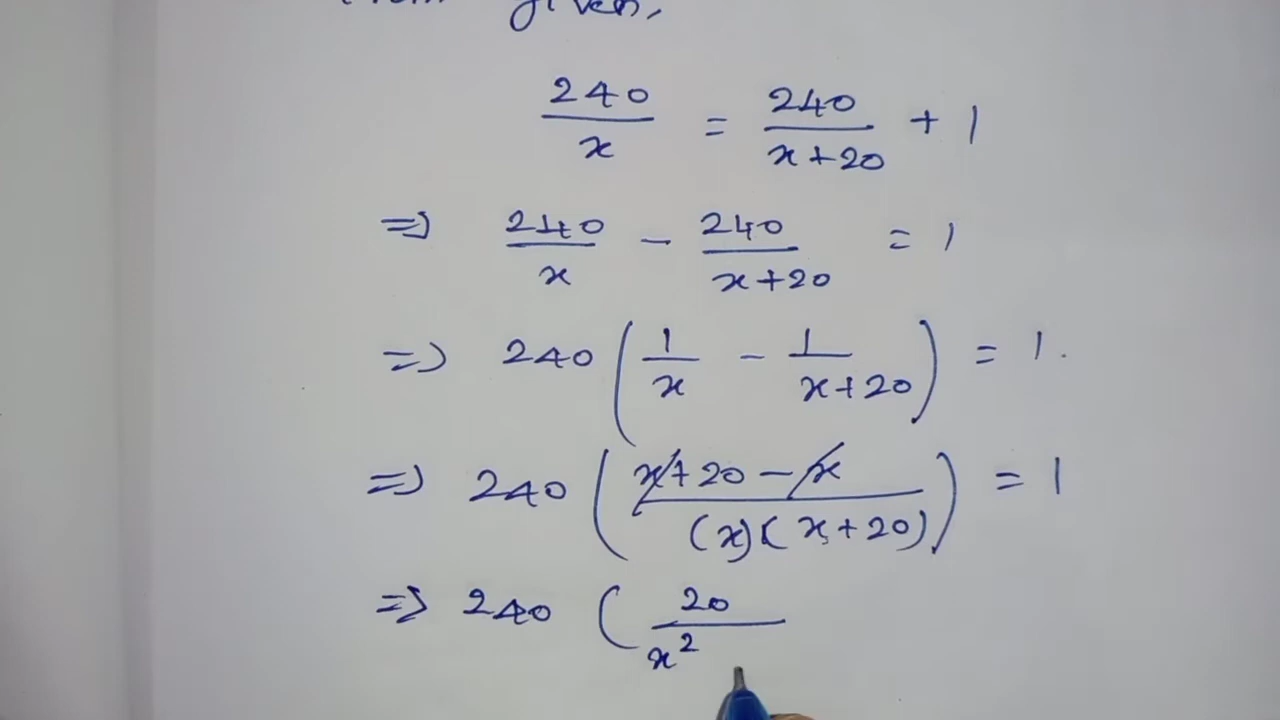 given,
240/x = 240/(x+20) + 1
=> 240/x - 240/(x+20) = 1
=> 240 (1/x - 1/(x+20)) = 1.
=> 240 ((x+20-x)/((x)(x+20))) = 1
=> 240 ( 20/x²